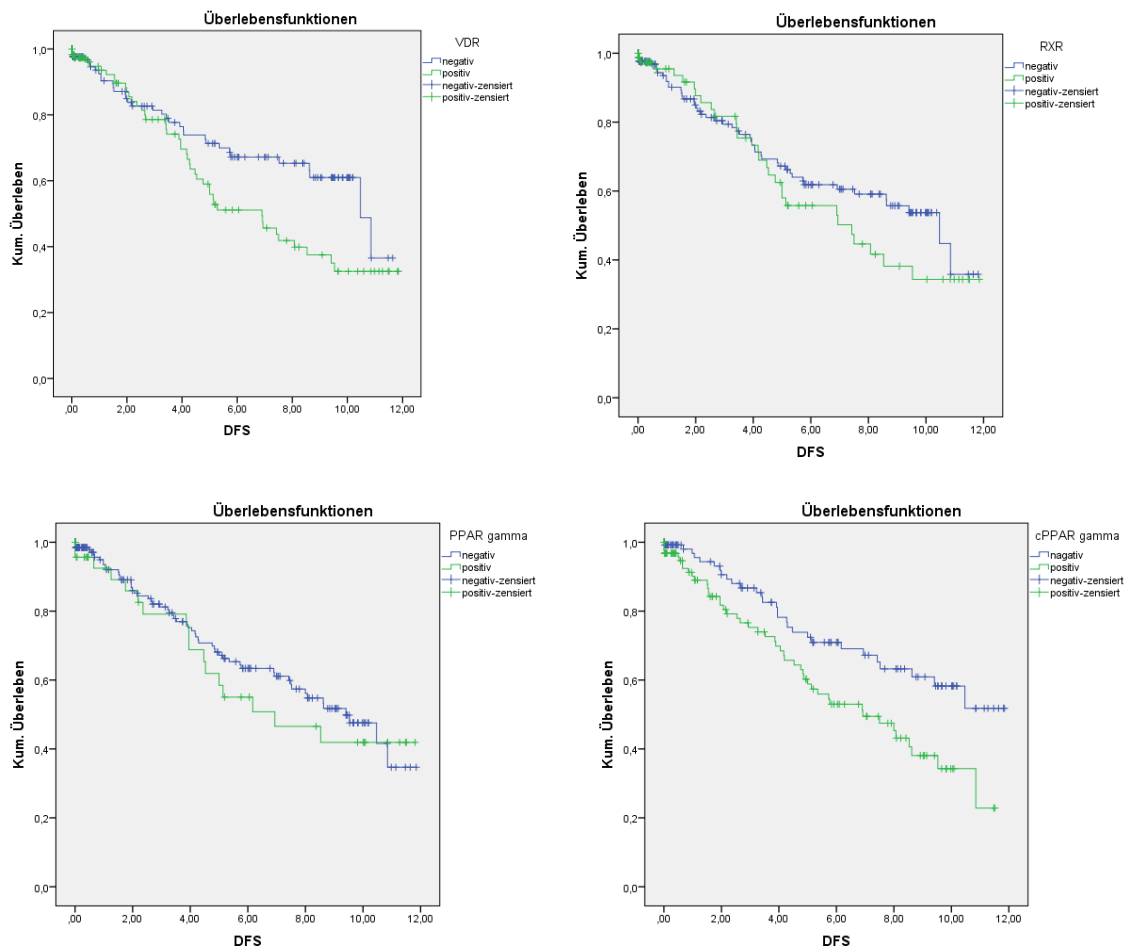 Überlebensfunktionen
VDR
negativ
positiv
negativ-zensiert
positiv-zensiert
Kum. Überleben
1,0
0,8
0,6
0,4
0,2
0,0
,00 2,00 4,00 6,00 8,00 10,00 12,00
DFS
Überlebensfunktionen
RXR
negativ
positiv
negativ-zensiert
positiv-zensiert
Kum. Überleben
1,0
0,8
0,6
0,4
0,2
0,0
,00 2,00 4,00 6,00 8,00 10,00 12,00
DFS
Überlebensfunktionen
PPAR gamma
negativ
positiv
negativ-zensiert
positiv-zensiert
Kum. Überleben
1,0
0,8
0,6
0,4
0,2
0,0
,00 2,00 4,00 6,00 8,00 10,00 12,00
DFS
Überlebensfunktionen
cPPAR gamma
nagativ
positiv
negativ-zensiert
positiv-zensiert
Kum. Überleben
1,0
0,8
0,6
0,4
0,2
0,0
,00 2,00 4,00 6,00 8,00 10,00 12,00
DFS